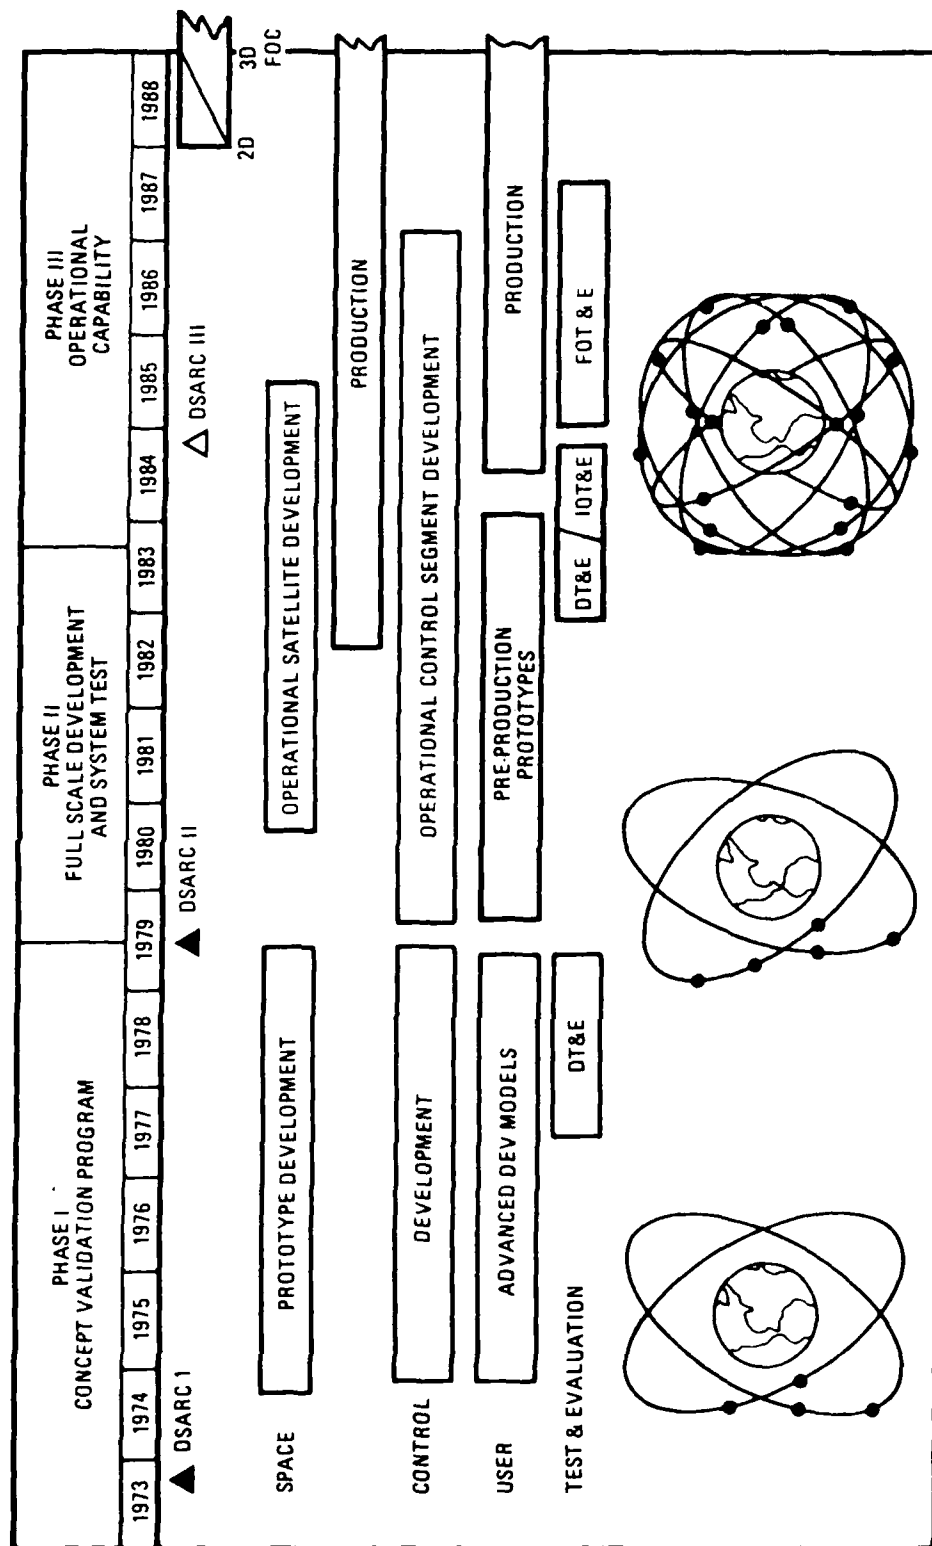 PHASE I
CONCEPT VALIDATION PROGRAM
PHASE II
FULL SCALE DEVELOPMENT
AND SYSTEM TEST
PHASE III
OPERATIONAL
CAPABILITY
1973 1974 1975 1976 1977 1978 1979 1980 1981 1982 1983 1984 1985 1986 1987 1988
DSARC 1
DSARC II
DSARC III
2D
3D
FOC
SPACE
PROTOTYPE DEVELOPMENT
OPERATIONAL SATELLITE DEVELOPMENT
PRODUCTION
CONTROL
DEVELOPMENT
OPERATIONAL CONTROL SEGMENT DEVELOPMENT
USER
ADVANCED DEV MODELS
PRE-PRODUCTION
PROTOTYPES
PRODUCTION
TEST & EVALUATION
DT&E
DT&E / IOT&E
FOT & E